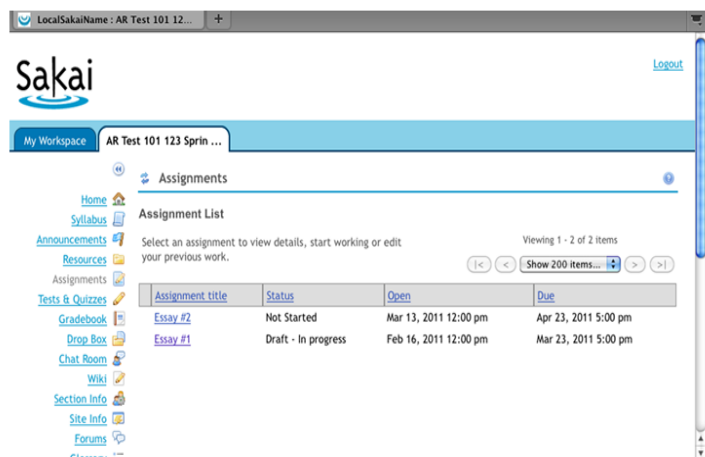 LocalSakaiName : AR Test 101 12...
Sakai
Logout
My Workspace
AR Test 101 123 Sprin ...
Assignments
Home
Syllabus
Announcements
Resources
Assignments
Tests & Quizzes
Gradebook
Drop Box
Chat Room
Wiki
Section Info
Site Info
Forums
Glossary
Assignment List
Select an assignment to view details, start working or edit
your previous work.
Viewing 1 - 2 of 2 items
|< < Show 200 items... > >|
Assignment title Status Open Due
Essay #2 Not Started Mar 13, 2011 12:00 pm Apr 23, 2011 5:00 pm
Essay #1 Draft - In progress Feb 16, 2011 12:00 pm Mar 23, 2011 5:00 pm